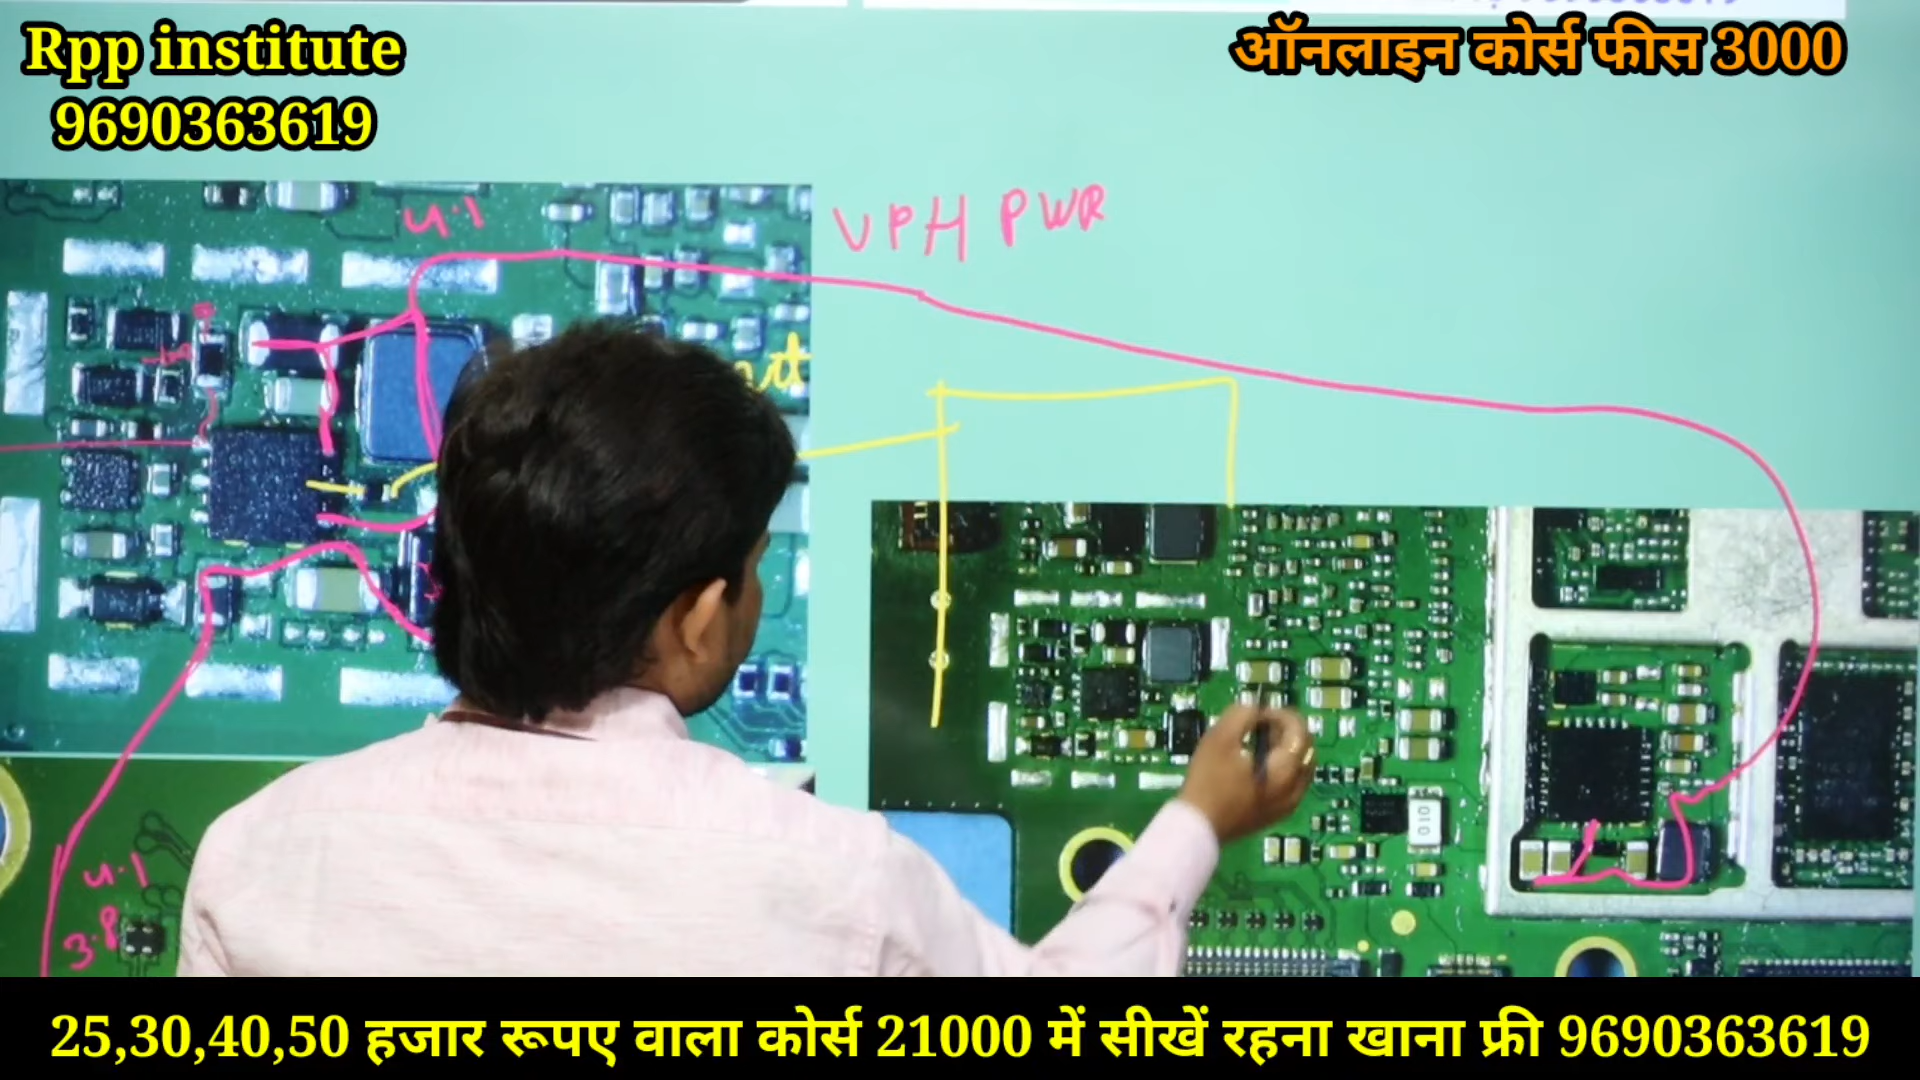 Rpp institute
9690363619
ऑनलाइन कोर्स फीस 3000
4.1
VPH PWR
4.1
3.8
010
25,30,40,50 हजार रूपए वाला कोर्स 21000 में सीखें रहना खाना फ्री 9690363619